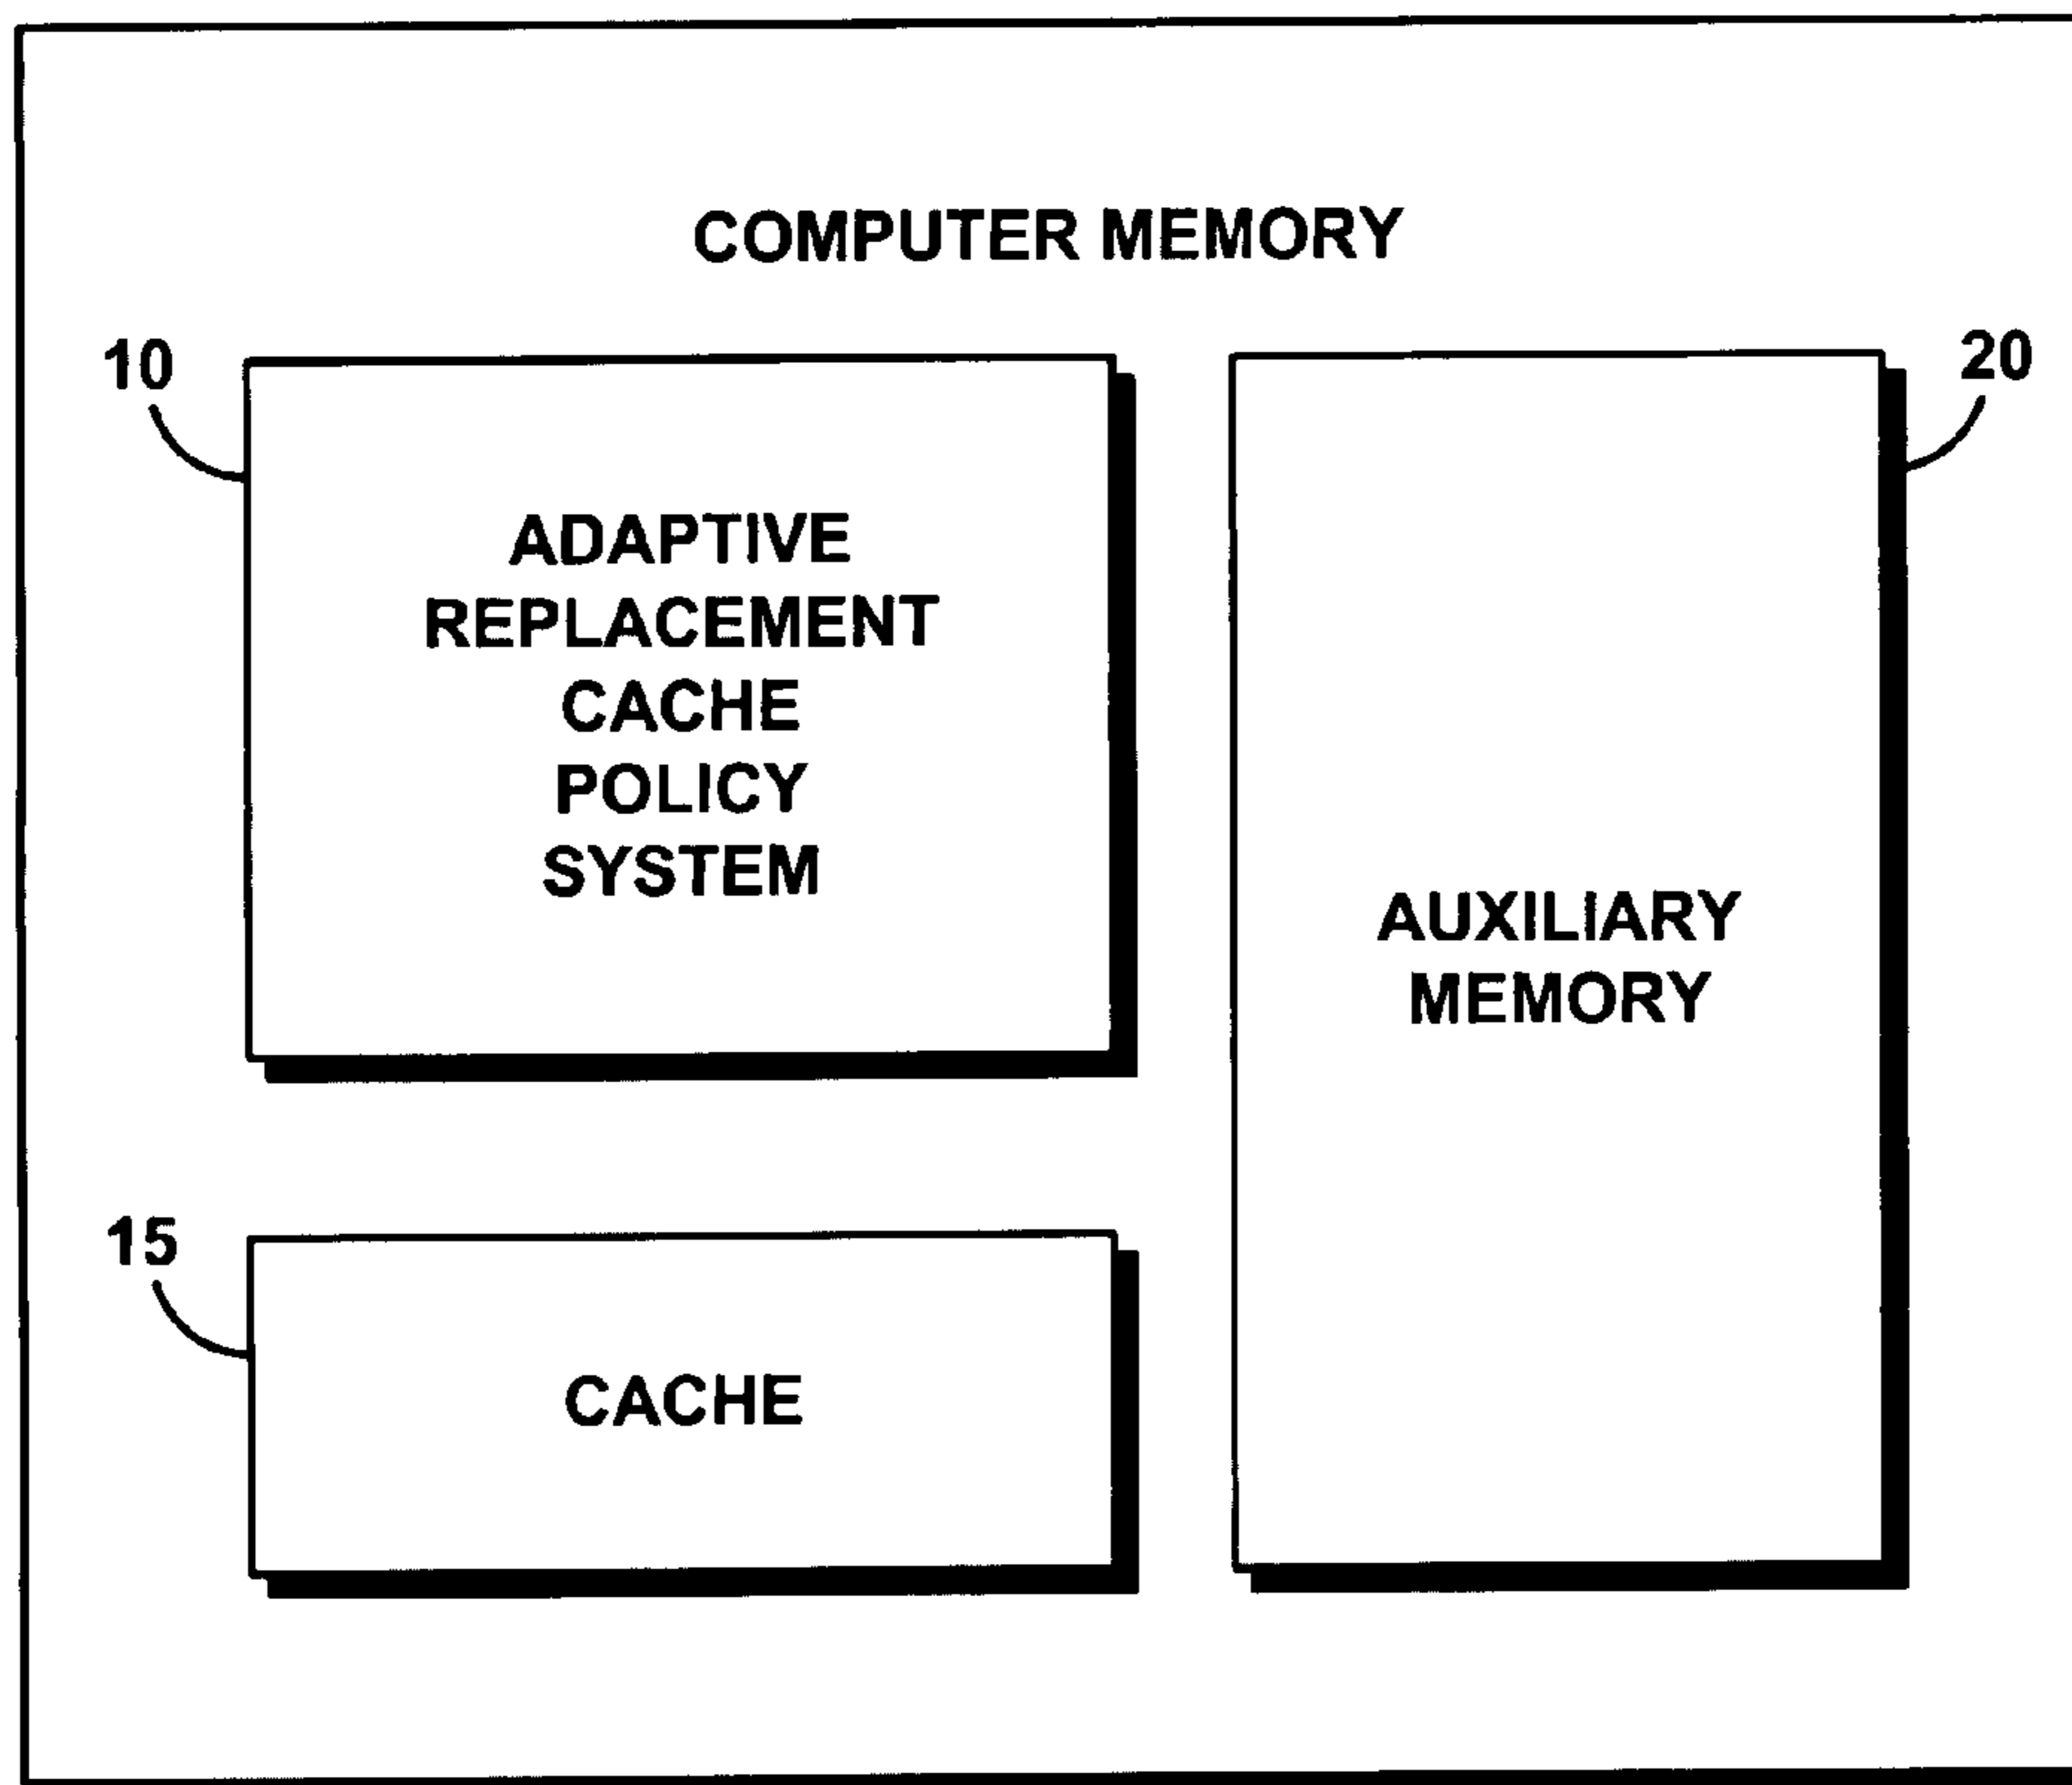 COMPUTER MEMORY
10
ADAPTIVE
REPLACEMENT
CACHE
POLICY
SYSTEM
20
AUXILIARY
MEMORY
15
CACHE